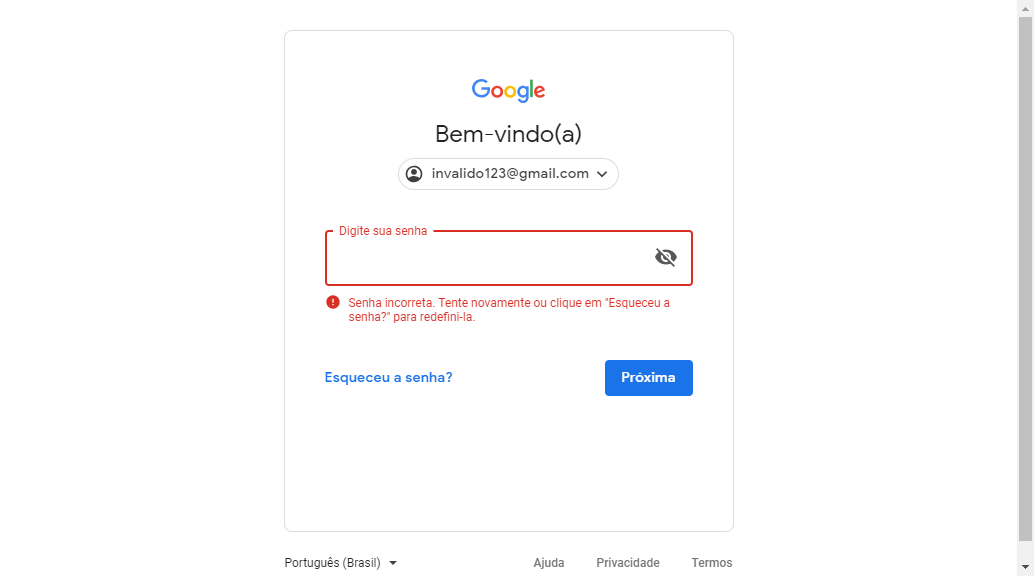 Google
Bem-vindo(a)
invalido123@gmail.com
Digite sua senha
Senha incorreta. Tente novamente ou clique em "Esqueceu a
senha?" para redefini-la.
Esqueceu a senha?
Próxima
Português (Brasil)
Ajuda
Privacidade
Termos